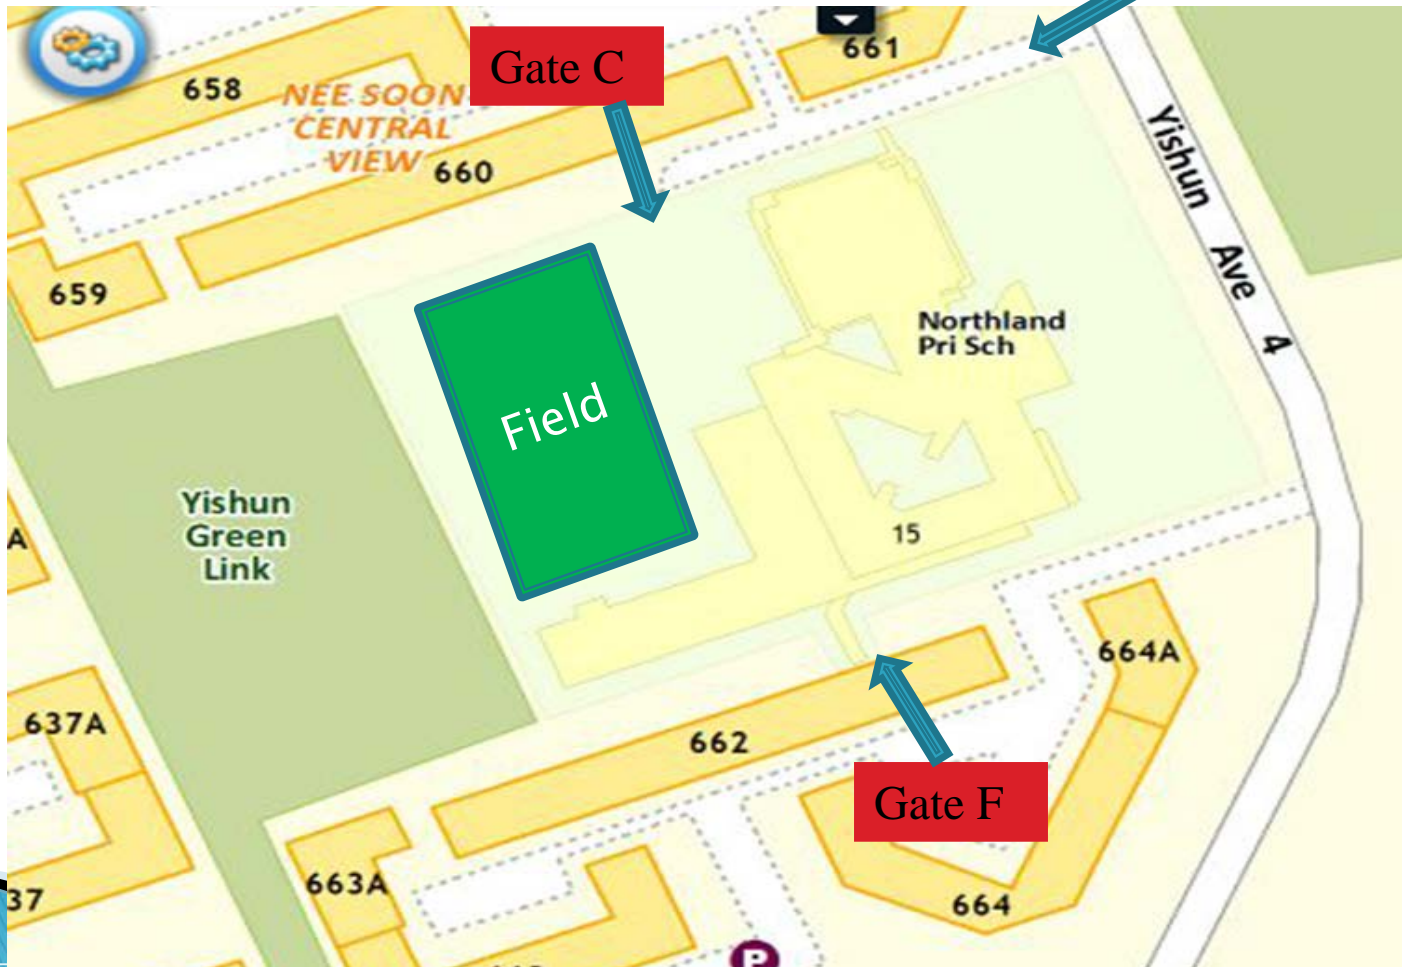 Gate C
661
658
NEE SOON
CENTRAL
VIEW
660
Yishun Ave 4
659
Northland
Pri Sch
Field
Yishun
Green
Link
A
15
664A
637A
662
Gate F
663A
37
664
P